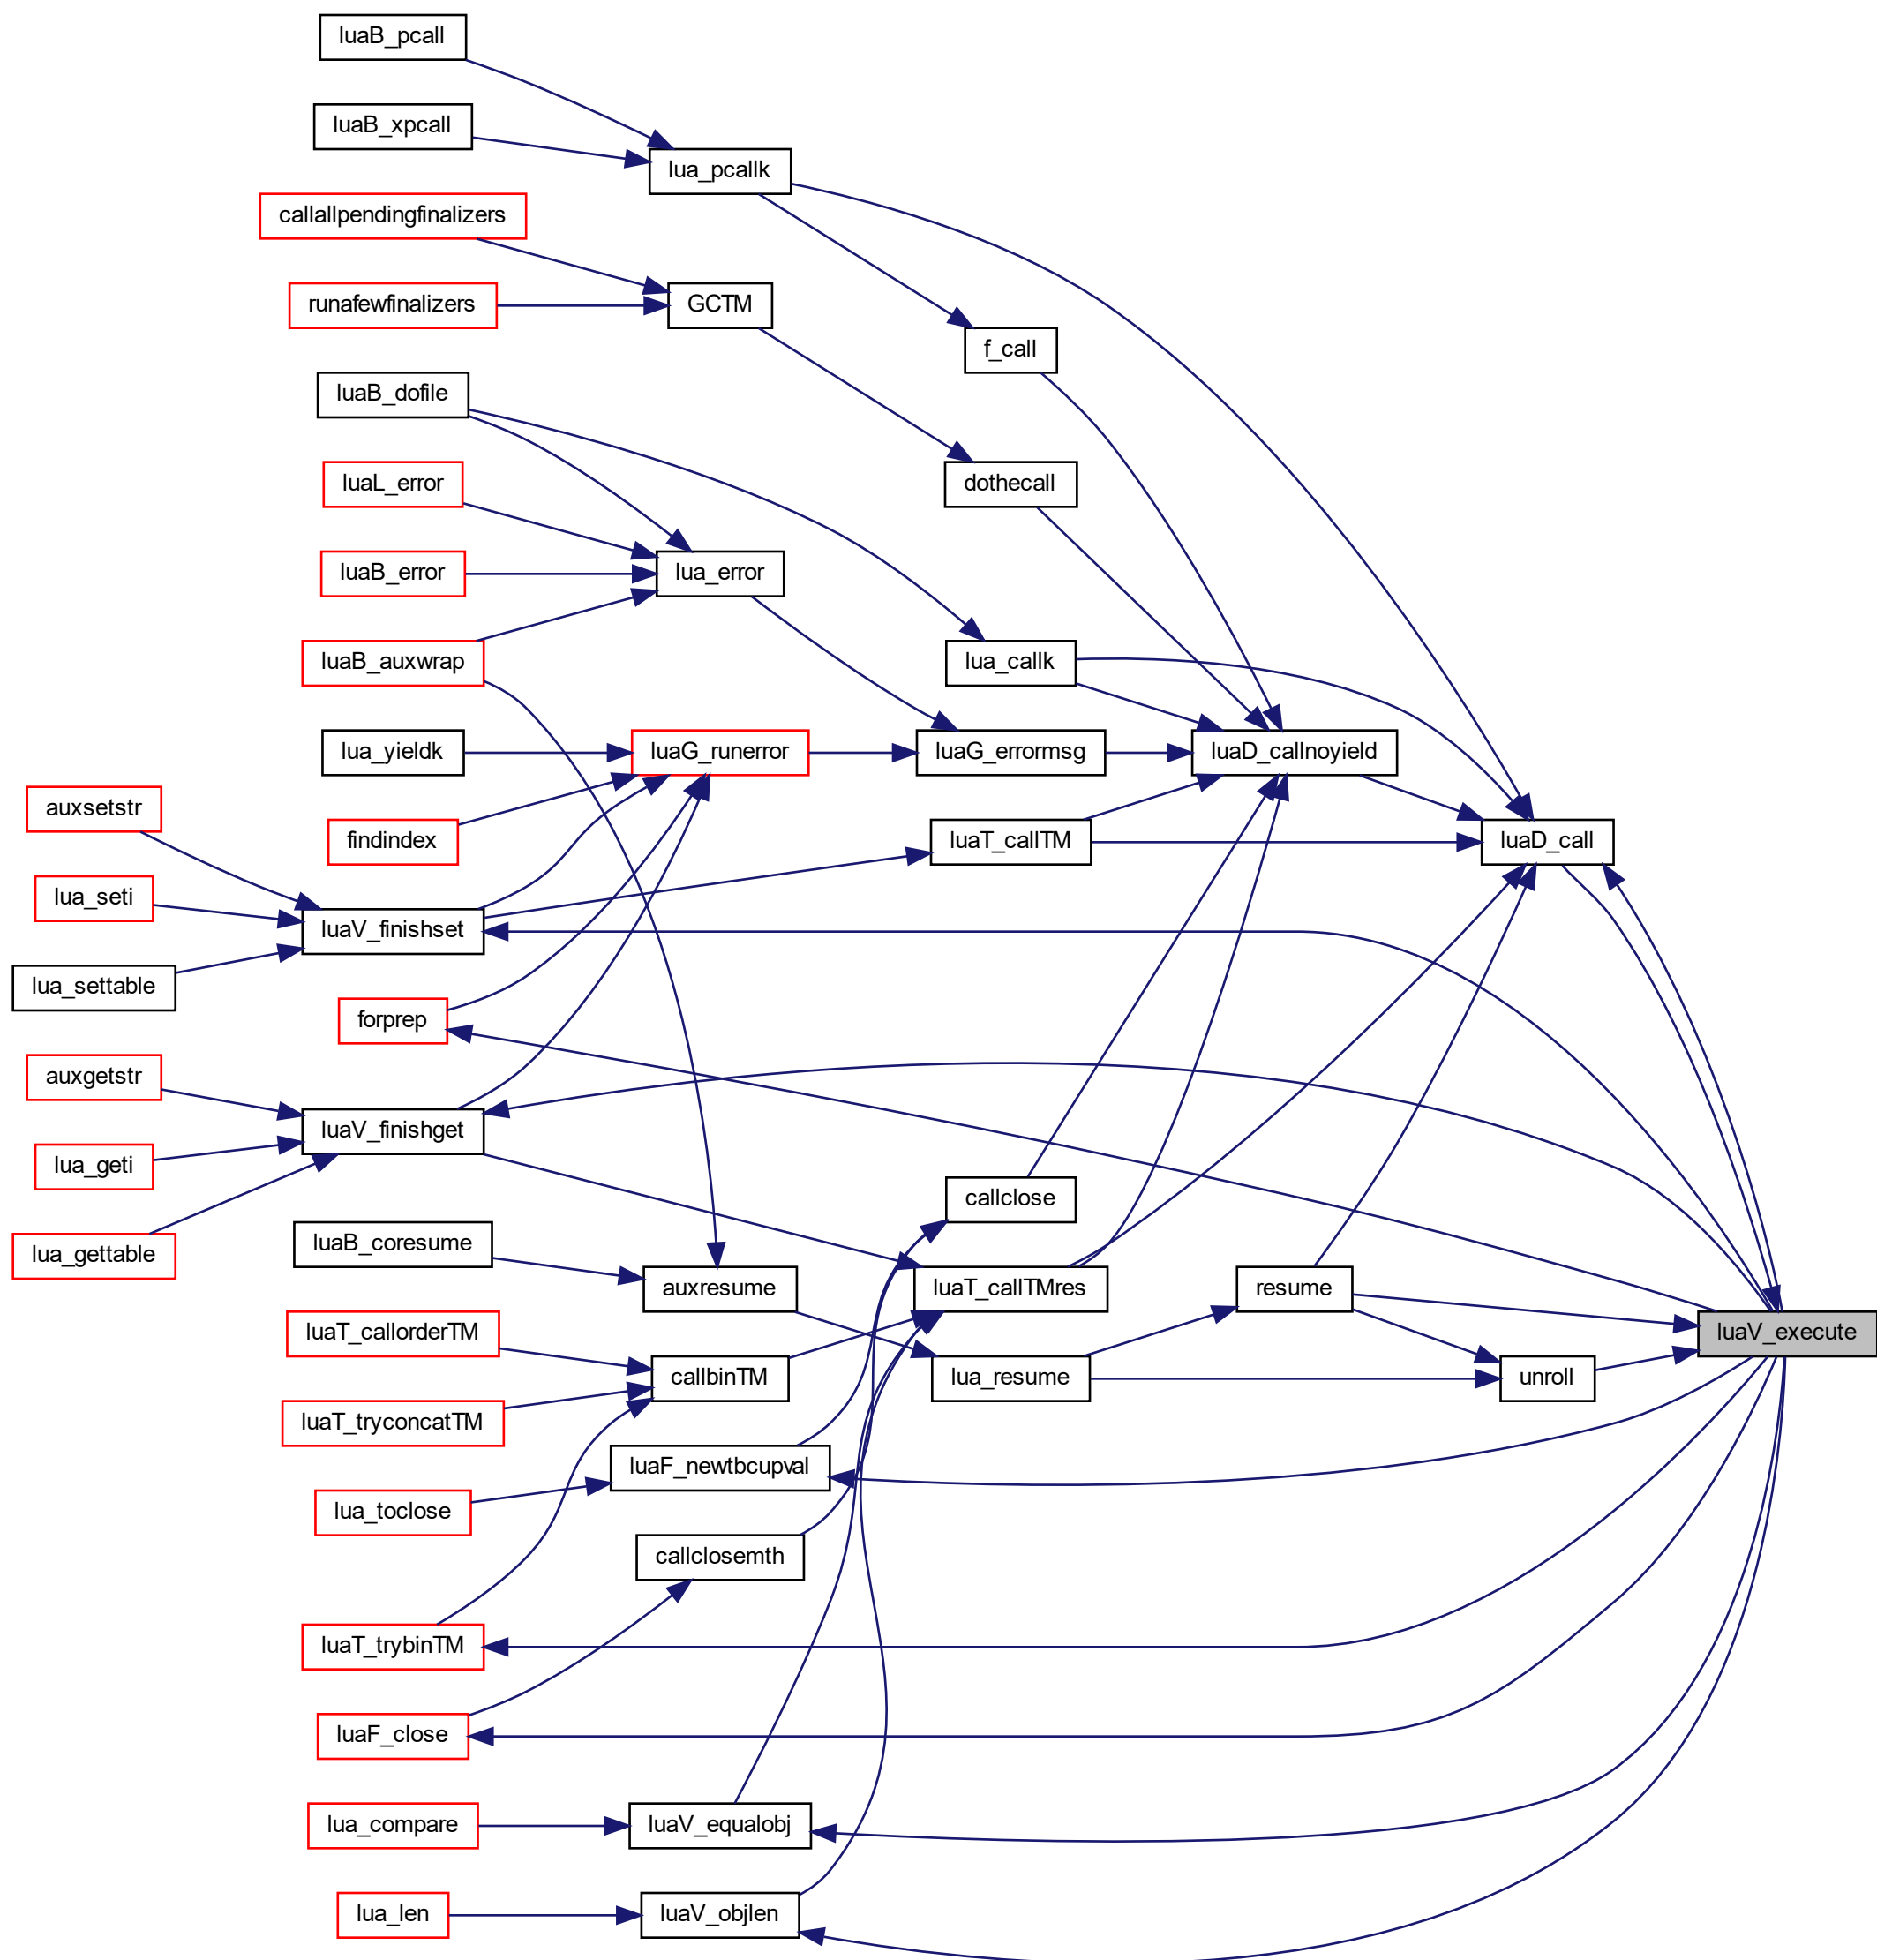 luaB_pcall
luaB_xpcall
lua_pcallk
callallpendingfinalizers
runafewfinalizers
GCTM
f_call
luaB_dofile
luaL_error
dothecall
luaB_error
lua_error
luaB_auxwrap
lua_callk
lua_yieldk
luaG_runerror
luaG_errormsg
luaD_callnoyield
auxsetstr
findindex
luaT_callTM
luaD_call
lua_seti
luaV_finishset
lua_settable
forprep
auxgetstr
luaV_finishget
lua_geti
callclose
lua_gettable
luaB_coresume
auxresume
luaT_callTMres
resume
luaT_callorderTM
luaV_execute
callbinTM
lua_resume
unroll
luaT_tryconcatTM
luaF_newtbcupval
lua_toclose
callclosemth
luaT_trybinTM
luaF_close
lua_compare
luaV_equalobj
lua_len
luaV_objlen